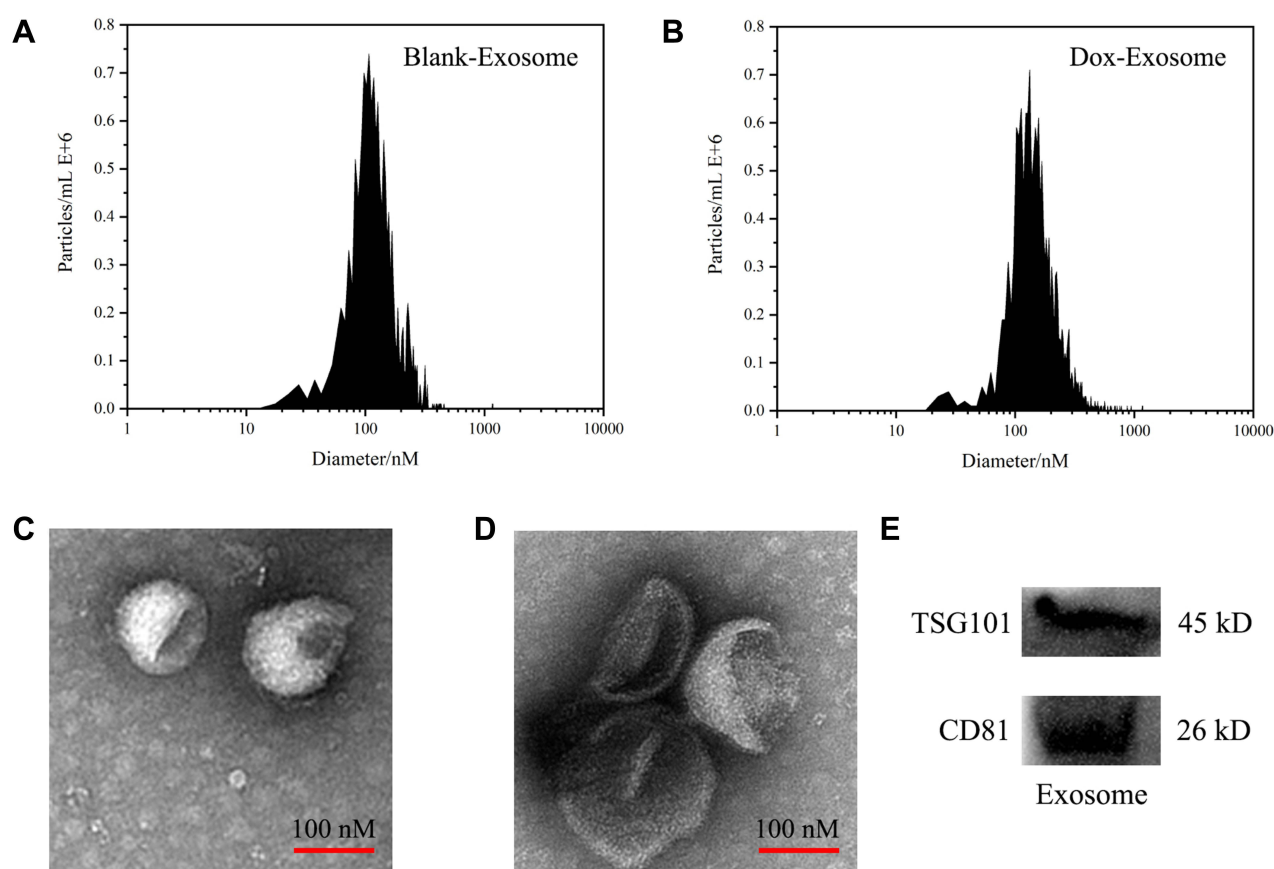 A
Blank-Exosome
Particles/mL E+6
0.8
0.7
0.6
0.5
0.4
0.3
0.2
0.1
0.0
1
10
100
1000
10000
Diameter/nM
B
Dox-Exosome
Particles/mL E+6
0.8
0.7
0.6
0.5
0.4
0.3
0.2
0.1
0.0
1
10
100
1000
10000
Diameter/nM
C
100 nM
D
100 nM
E
TSG101 45 kD
CD81 26 kD
Exosome